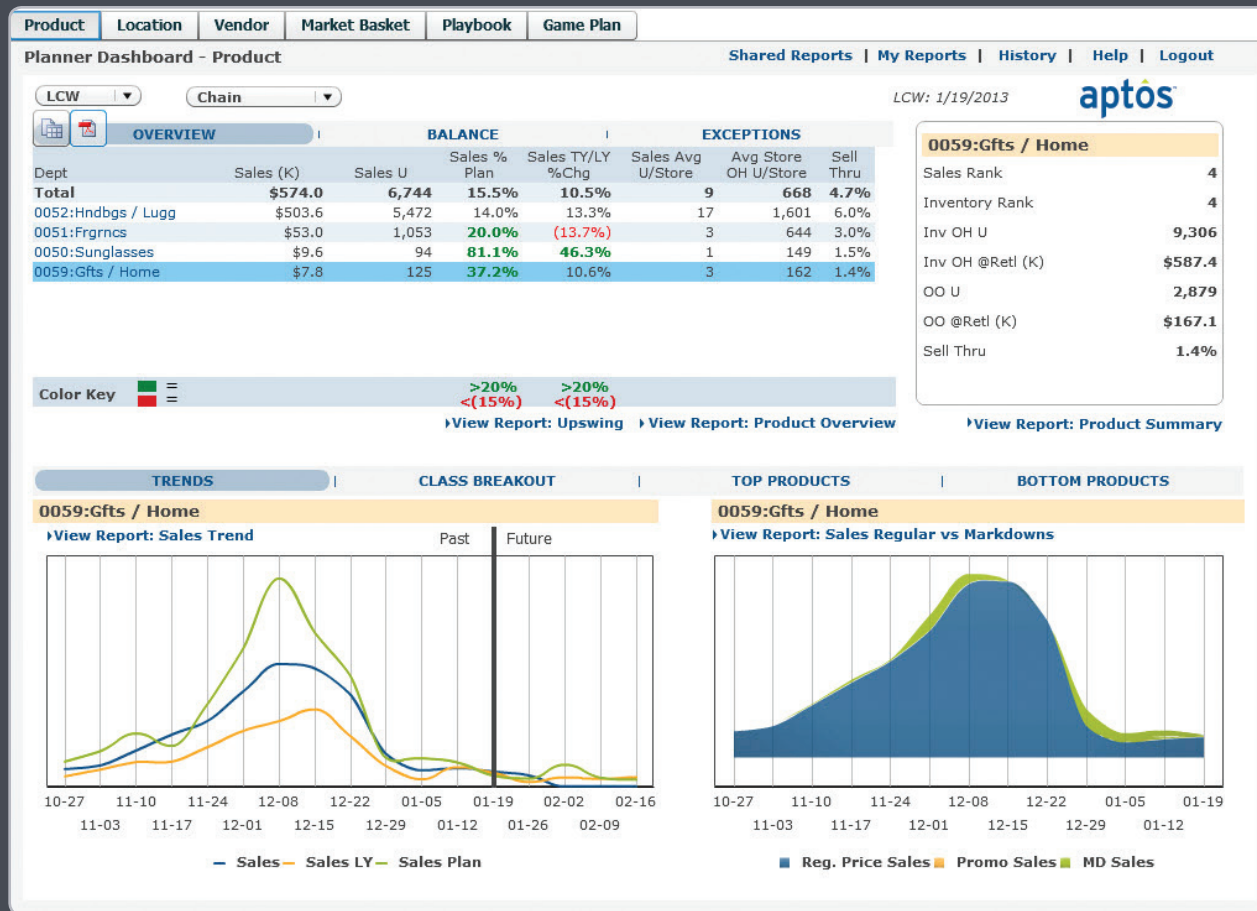 Product Location Vendor Market Basket Playbook Game Plan
Planner Dashboard - Product
Shared Reports | My Reports | History | Help | Logout
LCW Chain
LCW: 1/19/2013
aptos
OVERVIEW | BALANCE | EXCEPTIONS
Dept Sales (K) Sales U Sales % Plan Sales TY/LY %Chg Sales Avg U/Store Avg Store OH U/Store Sell Thru
Total $574.0 6,744 15.5% 10.5% 9 668 4.7%
0052:Hndbgs / Lugg $503.6 5,472 14.0% 13.3% 17 1,601 6.0%
0051:Frgrncs $53.0 1,053 20.0% (13.7%) 3 644 3.0%
0050:Sunglasses $9.6 94 81.1% 46.3% 1 149 1.5%
0059:Gfts / Home $7.8 125 37.2% 10.6% 3 162 1.4%
Color Key = >20% >20%
= <(15%) <(15%)
View Report: Upswing View Report: Product Overview
0059:Gfts / Home
Sales Rank 4
Inventory Rank 4
Inv OH U 9,306
Inv OH @Retl (K) $587.4
OO U 2,879
OO @Retl (K) $167.1
Sell Thru 1.4%
View Report: Product Summary
TRENDS | CLASS BREAKOUT | TOP PRODUCTS | BOTTOM PRODUCTS
0059:Gfts / Home
View Report: Sales Trend
Past Future
10-27 11-10 11-24 12-08 12-22 01-05 01-19 02-02 02-16
11-03 11-17 12-01 12-15 12-29 01-12 01-26 02-09
Sales Sales LY Sales Plan
0059:Gfts / Home
View Report: Sales Regular vs Markdowns
10-27 11-10 11-24 12-08 12-22 01-05 01-19
11-03 11-17 12-01 12-15 12-29 01-12
Reg. Price Sales Promo Sales MD Sales